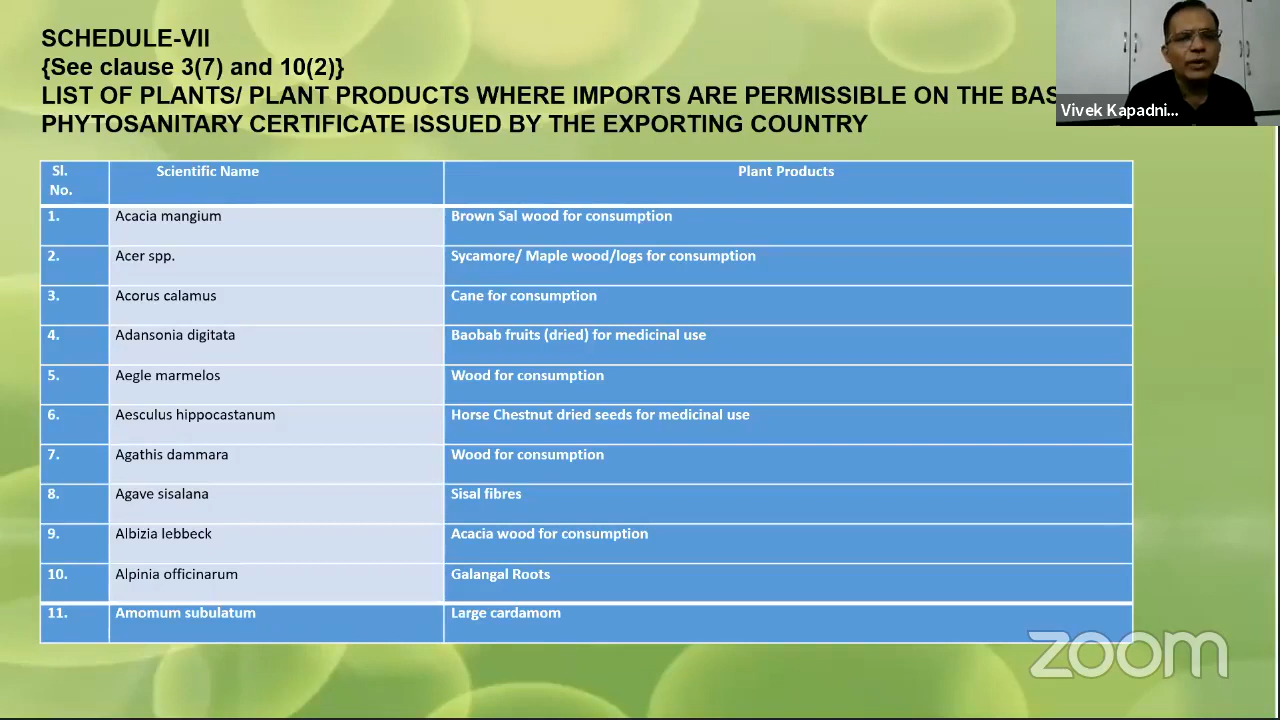 SCHEDULE-VII
{See clause 3(7) and 10(2)}
LIST OF PLANTS/ PLANT PRODUCTS WHERE IMPORTS ARE PERMISSIBLE ON THE
PHYTOSANITARY CERTIFICATE ISSUED BY THE EXPORTING COUNTRY
Vivek Kapadni...
Sl. No. Scientific Name Plant Products
1. Acacia mangium Brown Sal wood for consumption
2. Acer spp. Sycamore/ Maple wood/logs for consumption
3. Acorus calamus Cane for consumption
4. Adansonia digitata Baobab fruits (dried) for medicinal use
5. Aegle marmelos Wood for consumption
6. Aesculus hippocastanum Horse Chestnut dried seeds for medicinal use
7. Agathis dammara Wood for consumption
8. Agave sisalana Sisal fibres
9. Albizia lebbeck Acacia wood for consumption
10. Alpinia officinarum Galangal Roots
11. Amomum subulatum Large cardamom
zoom